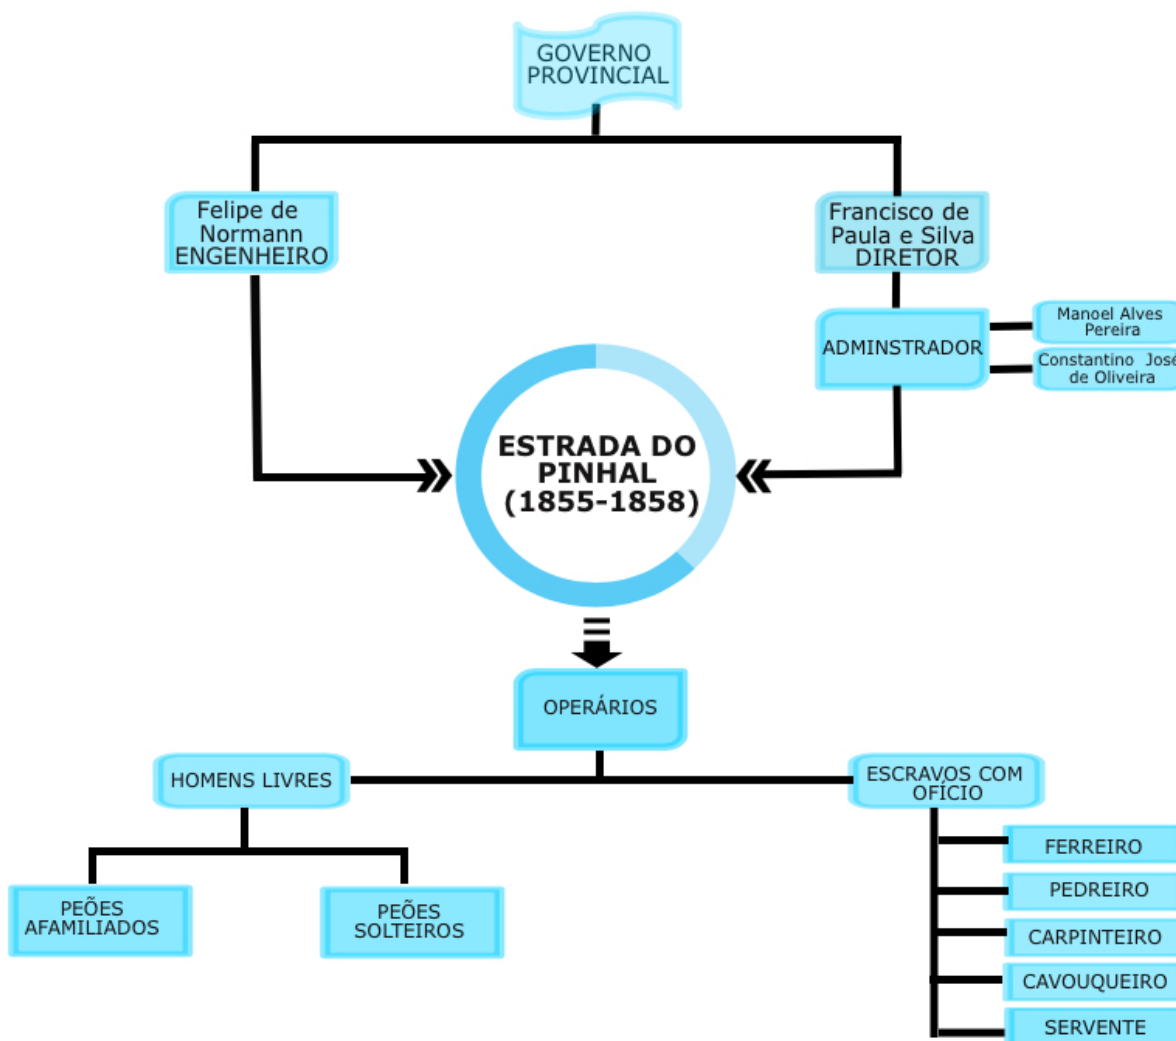 GOVERNO
PROVINCIAL
Felipe de
Normann
ENGENHEIRO
Francisco de
Paula e Silva
DIRETOR
ADMINSTRADOR
Manoel Alves
Pereira
Constantino José
de Oliveira
ESTRADA DO
PINHAL
(1855-1858)
OPERÁRIOS
HOMENS LIVRES
ESCRAVOS COM
OFÍCIO
PEÕES
AFAMILIADOS
PEÕES
SOLTEIROS
FERREIRO
PEDREIRO
CARPINTEIRO
CAVOUQUEIRO
SERVENTE